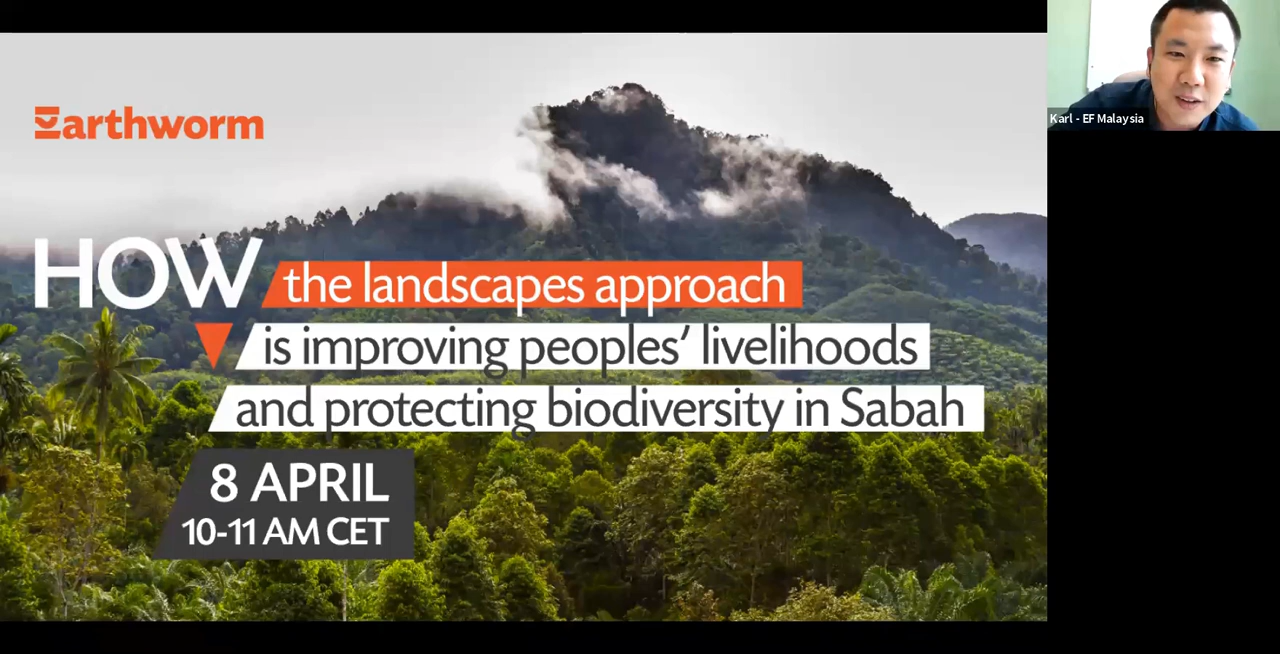 Earthworm
HOW the landscapes approach
is improving peoples' livelihoods
and protecting biodiversity in Sabah
8 APRIL
10-11 AM CET
Karl - EF Malaysia